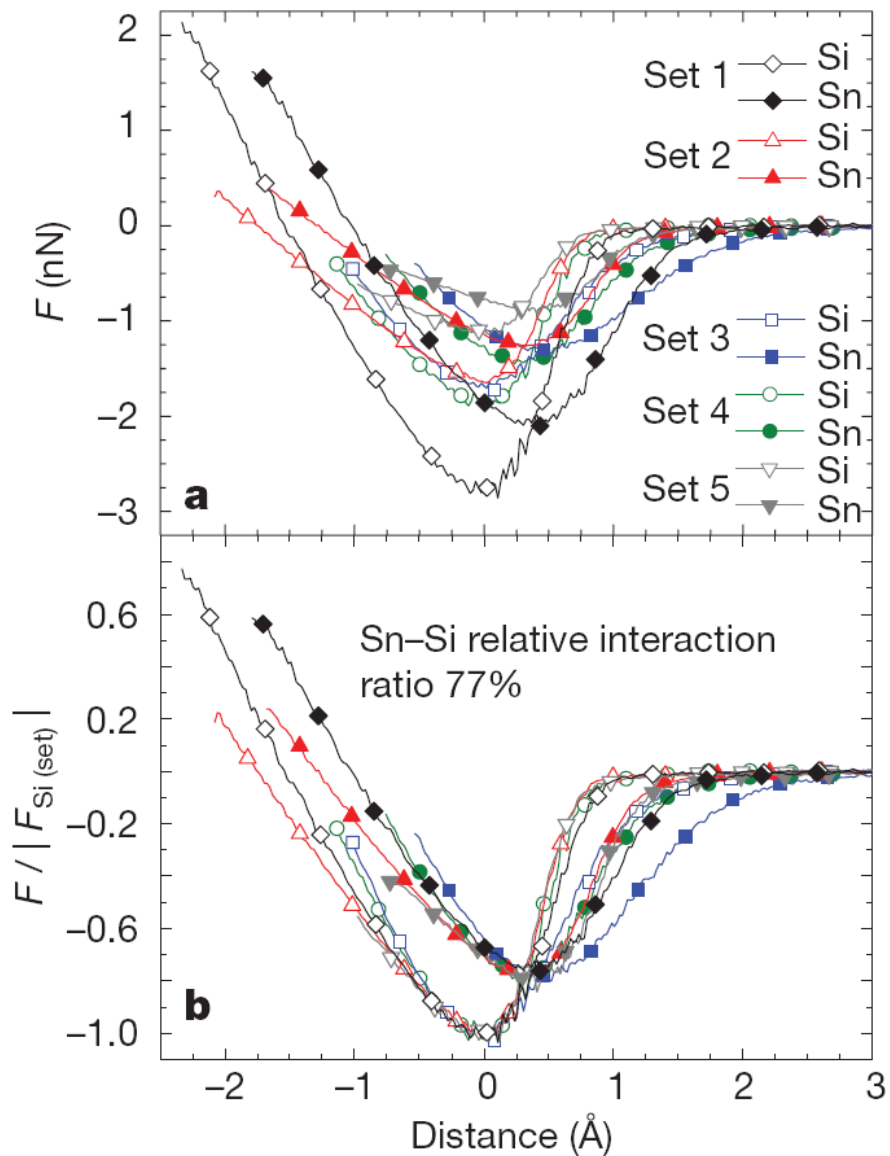 2
1
0
−1
−2
−3
F (nN)
Set 1
Si
Sn
Set 2
Si
Sn
Set 3
Si
Sn
Set 4
Si
Sn
Set 5
Si
Sn
a
0.6
0.2
−0.2
−0.6
−1.0
F / | F Si (set) |
Sn–Si relative interaction
ratio 77%
b
−2 −1 0 1 2 3
Distance (Å)